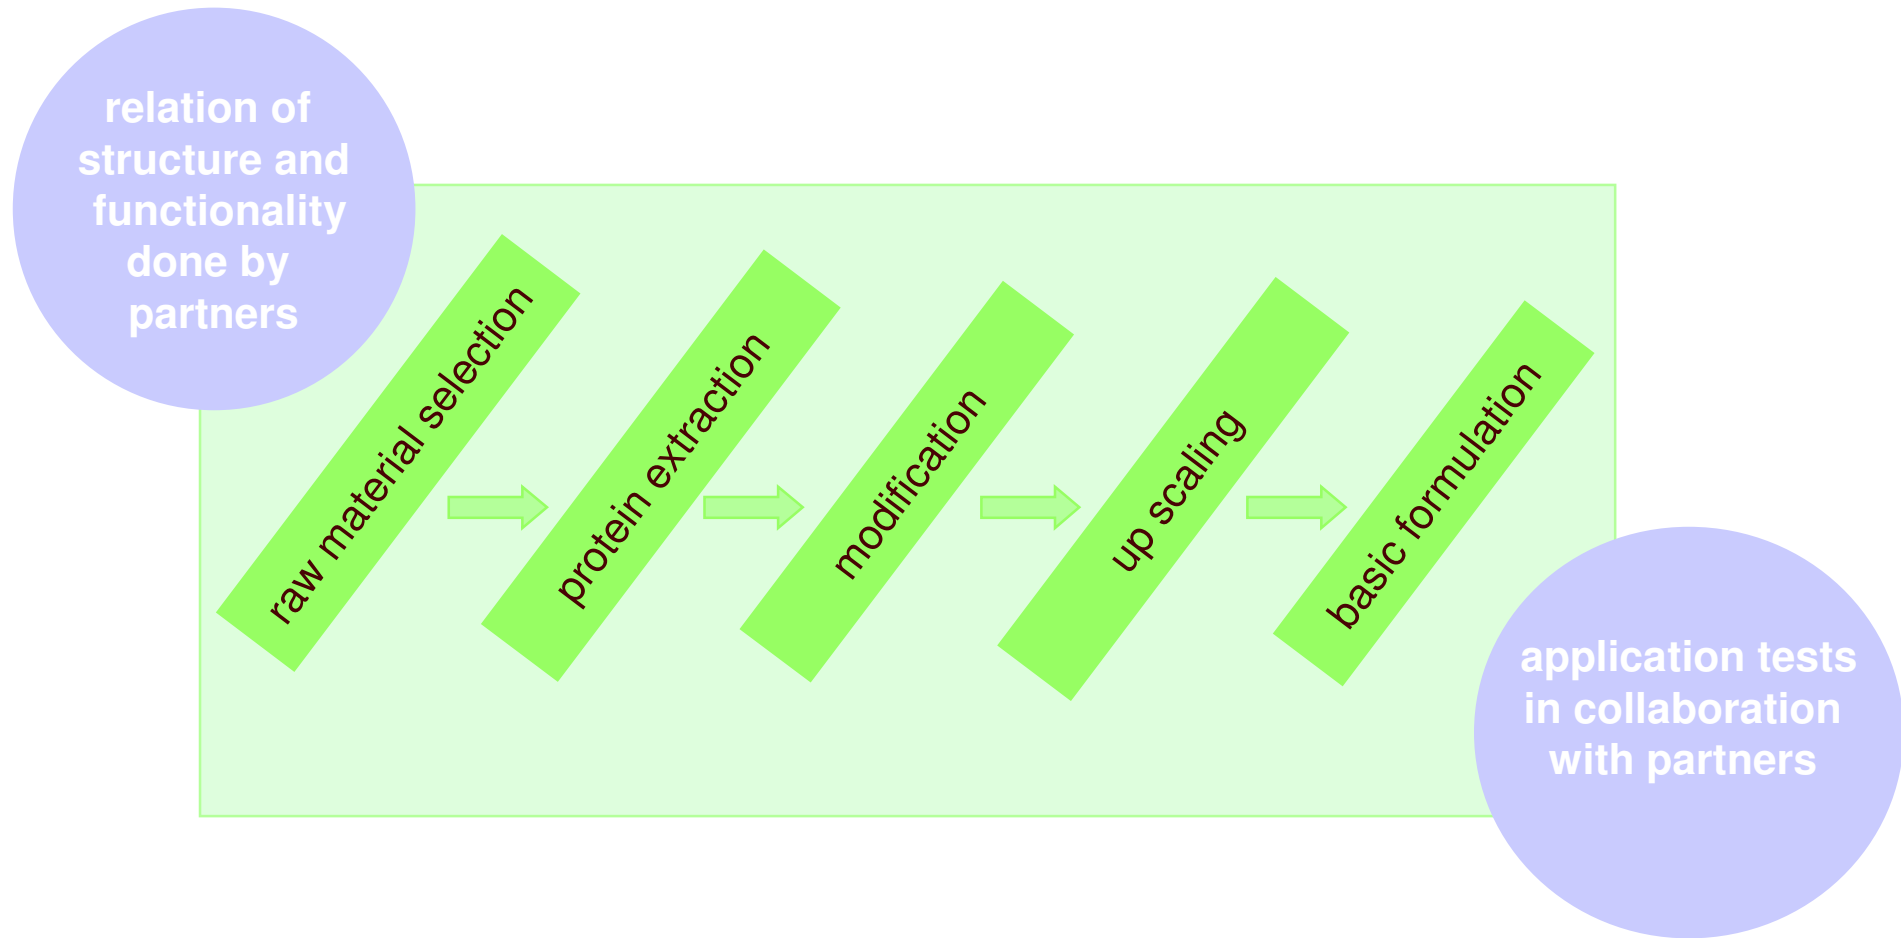 relation of
structure and
functionality
done by
partners
raw material selection
protein extraction
modification
up scaling
basic formulation
application tests
in collaboration
with partners